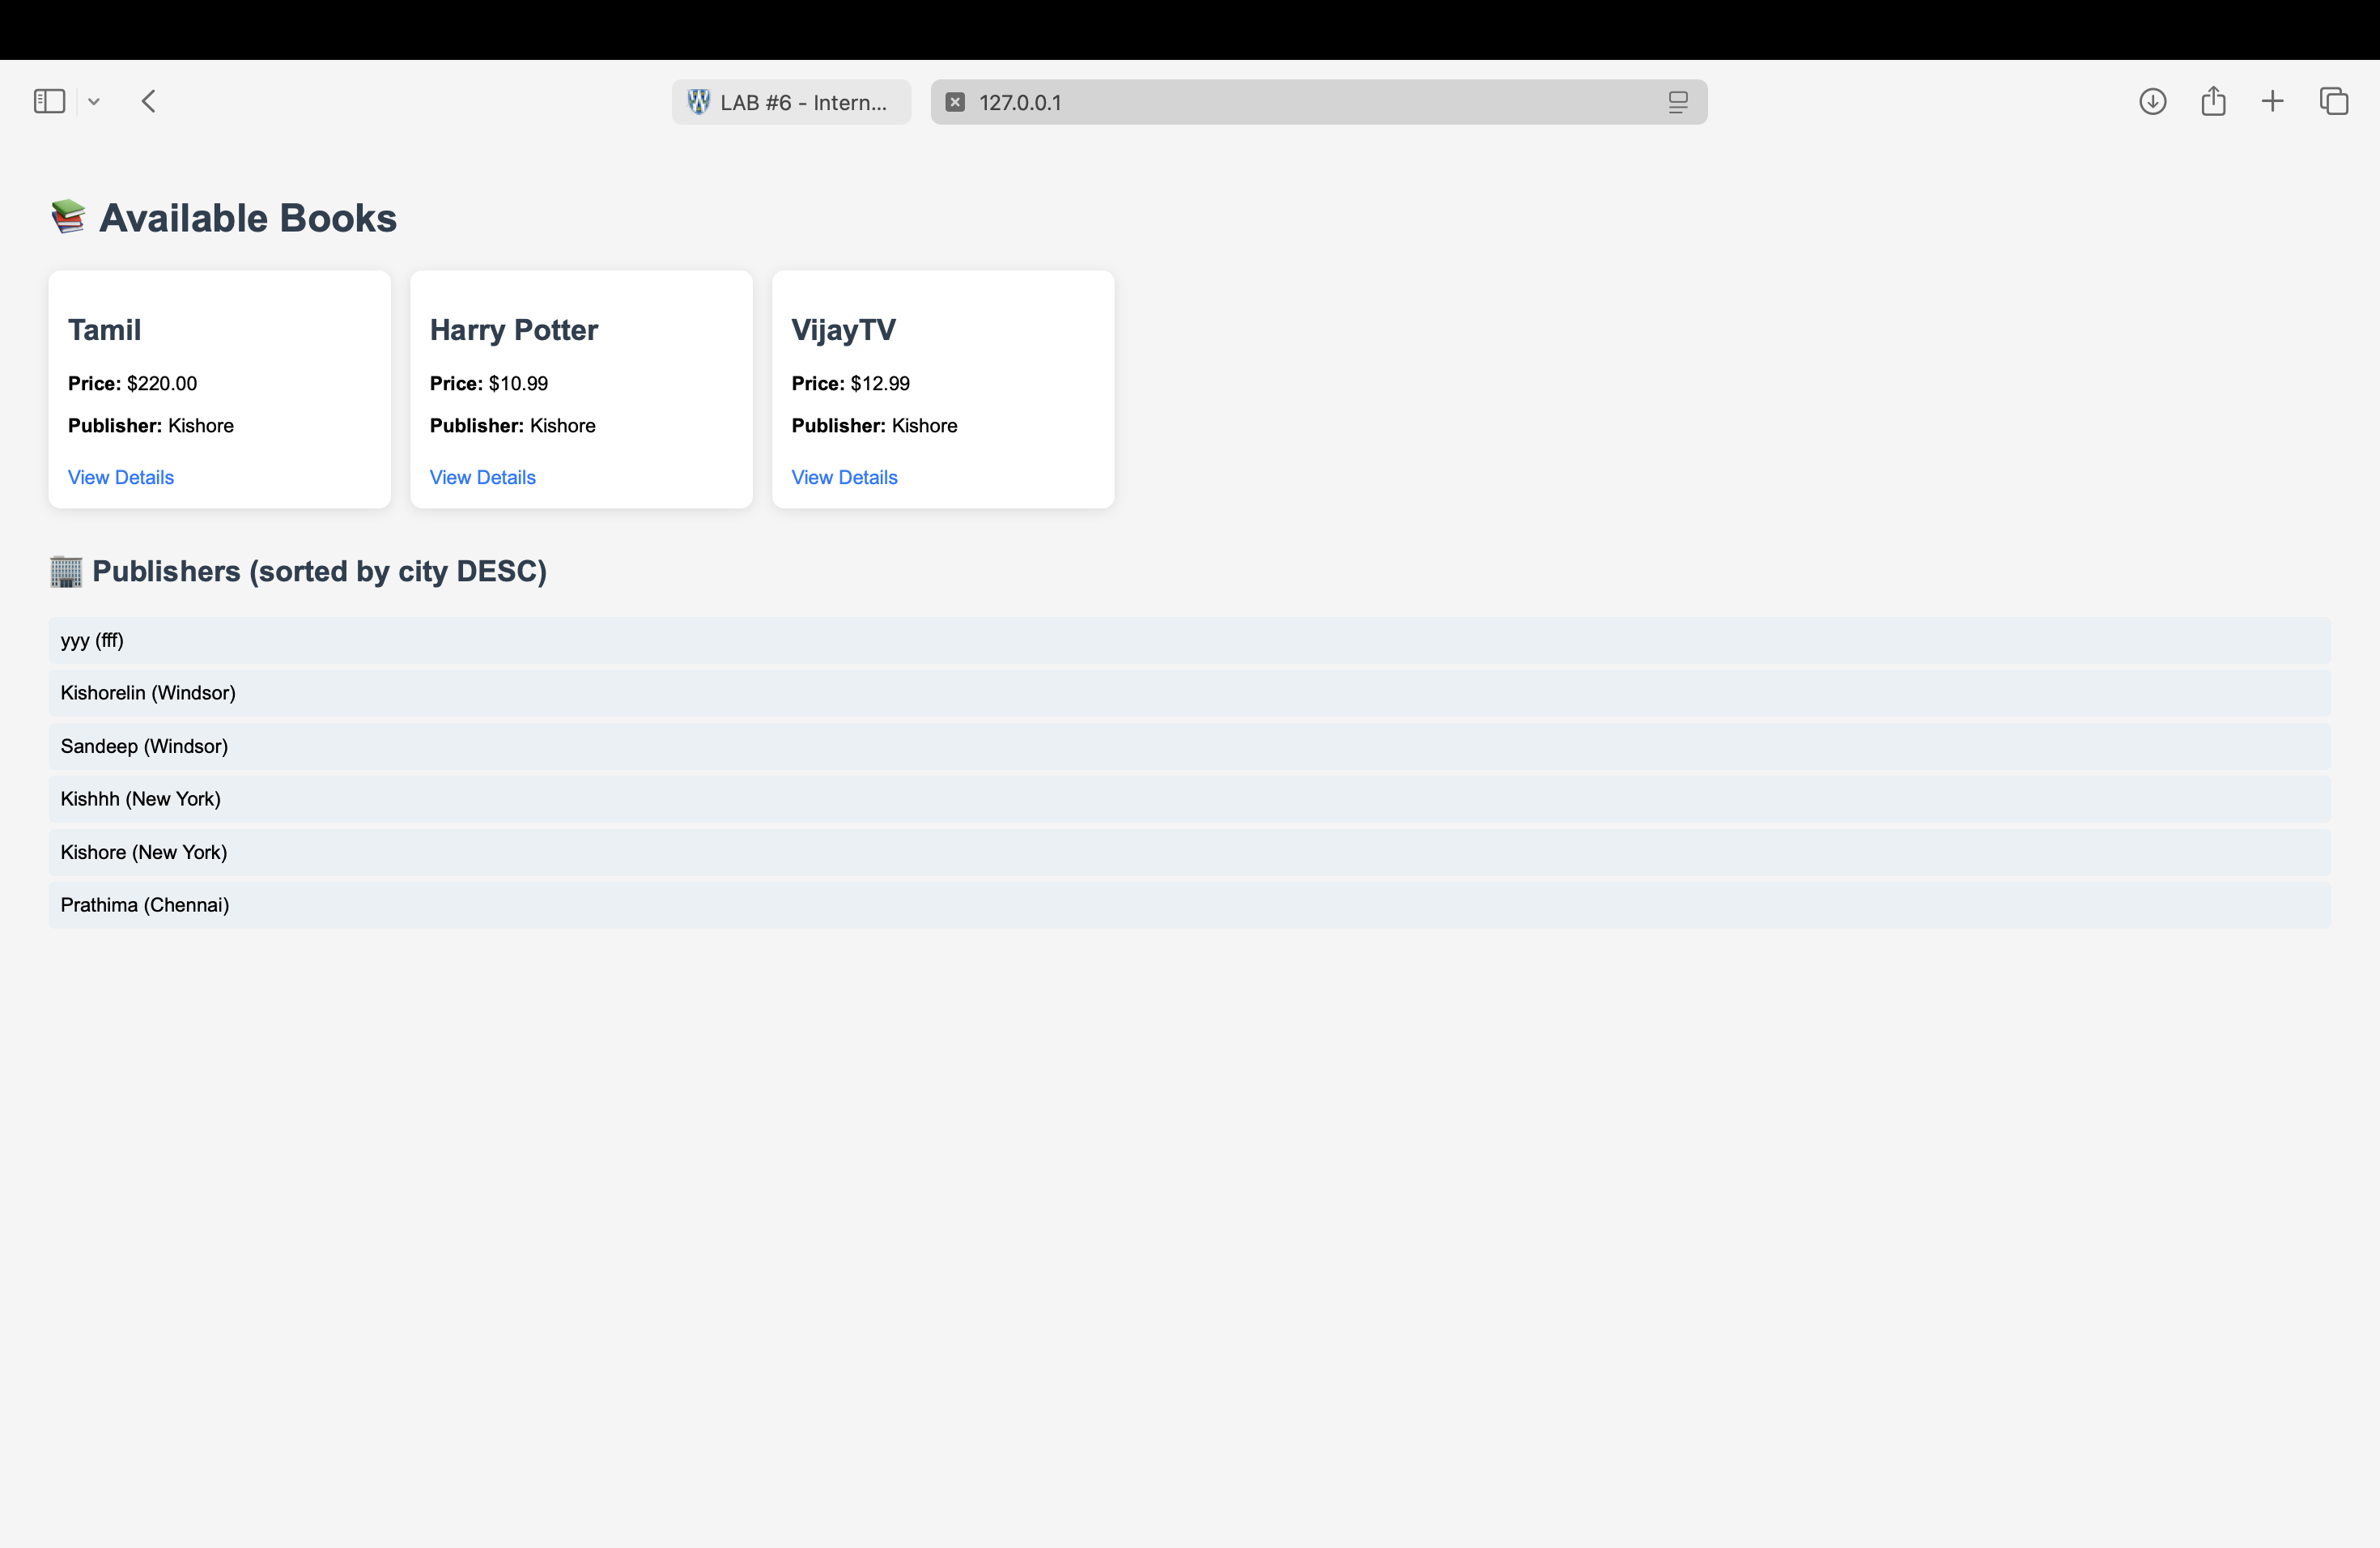 LAB #6 - Intern...
127.0.0.1
Available Books
Tamil
Price: $220.00
Publisher: Kishore
View Details
Harry Potter
Price: $10.99
Publisher: Kishore
View Details
VijayTV
Price: $12.99
Publisher: Kishore
View Details
Publishers (sorted by city DESC)
yyy (fff)
Kishorelin (Windsor)
Sandeep (Windsor)
Kishhh (New York)
Kishore (New York)
Prathima (Chennai)